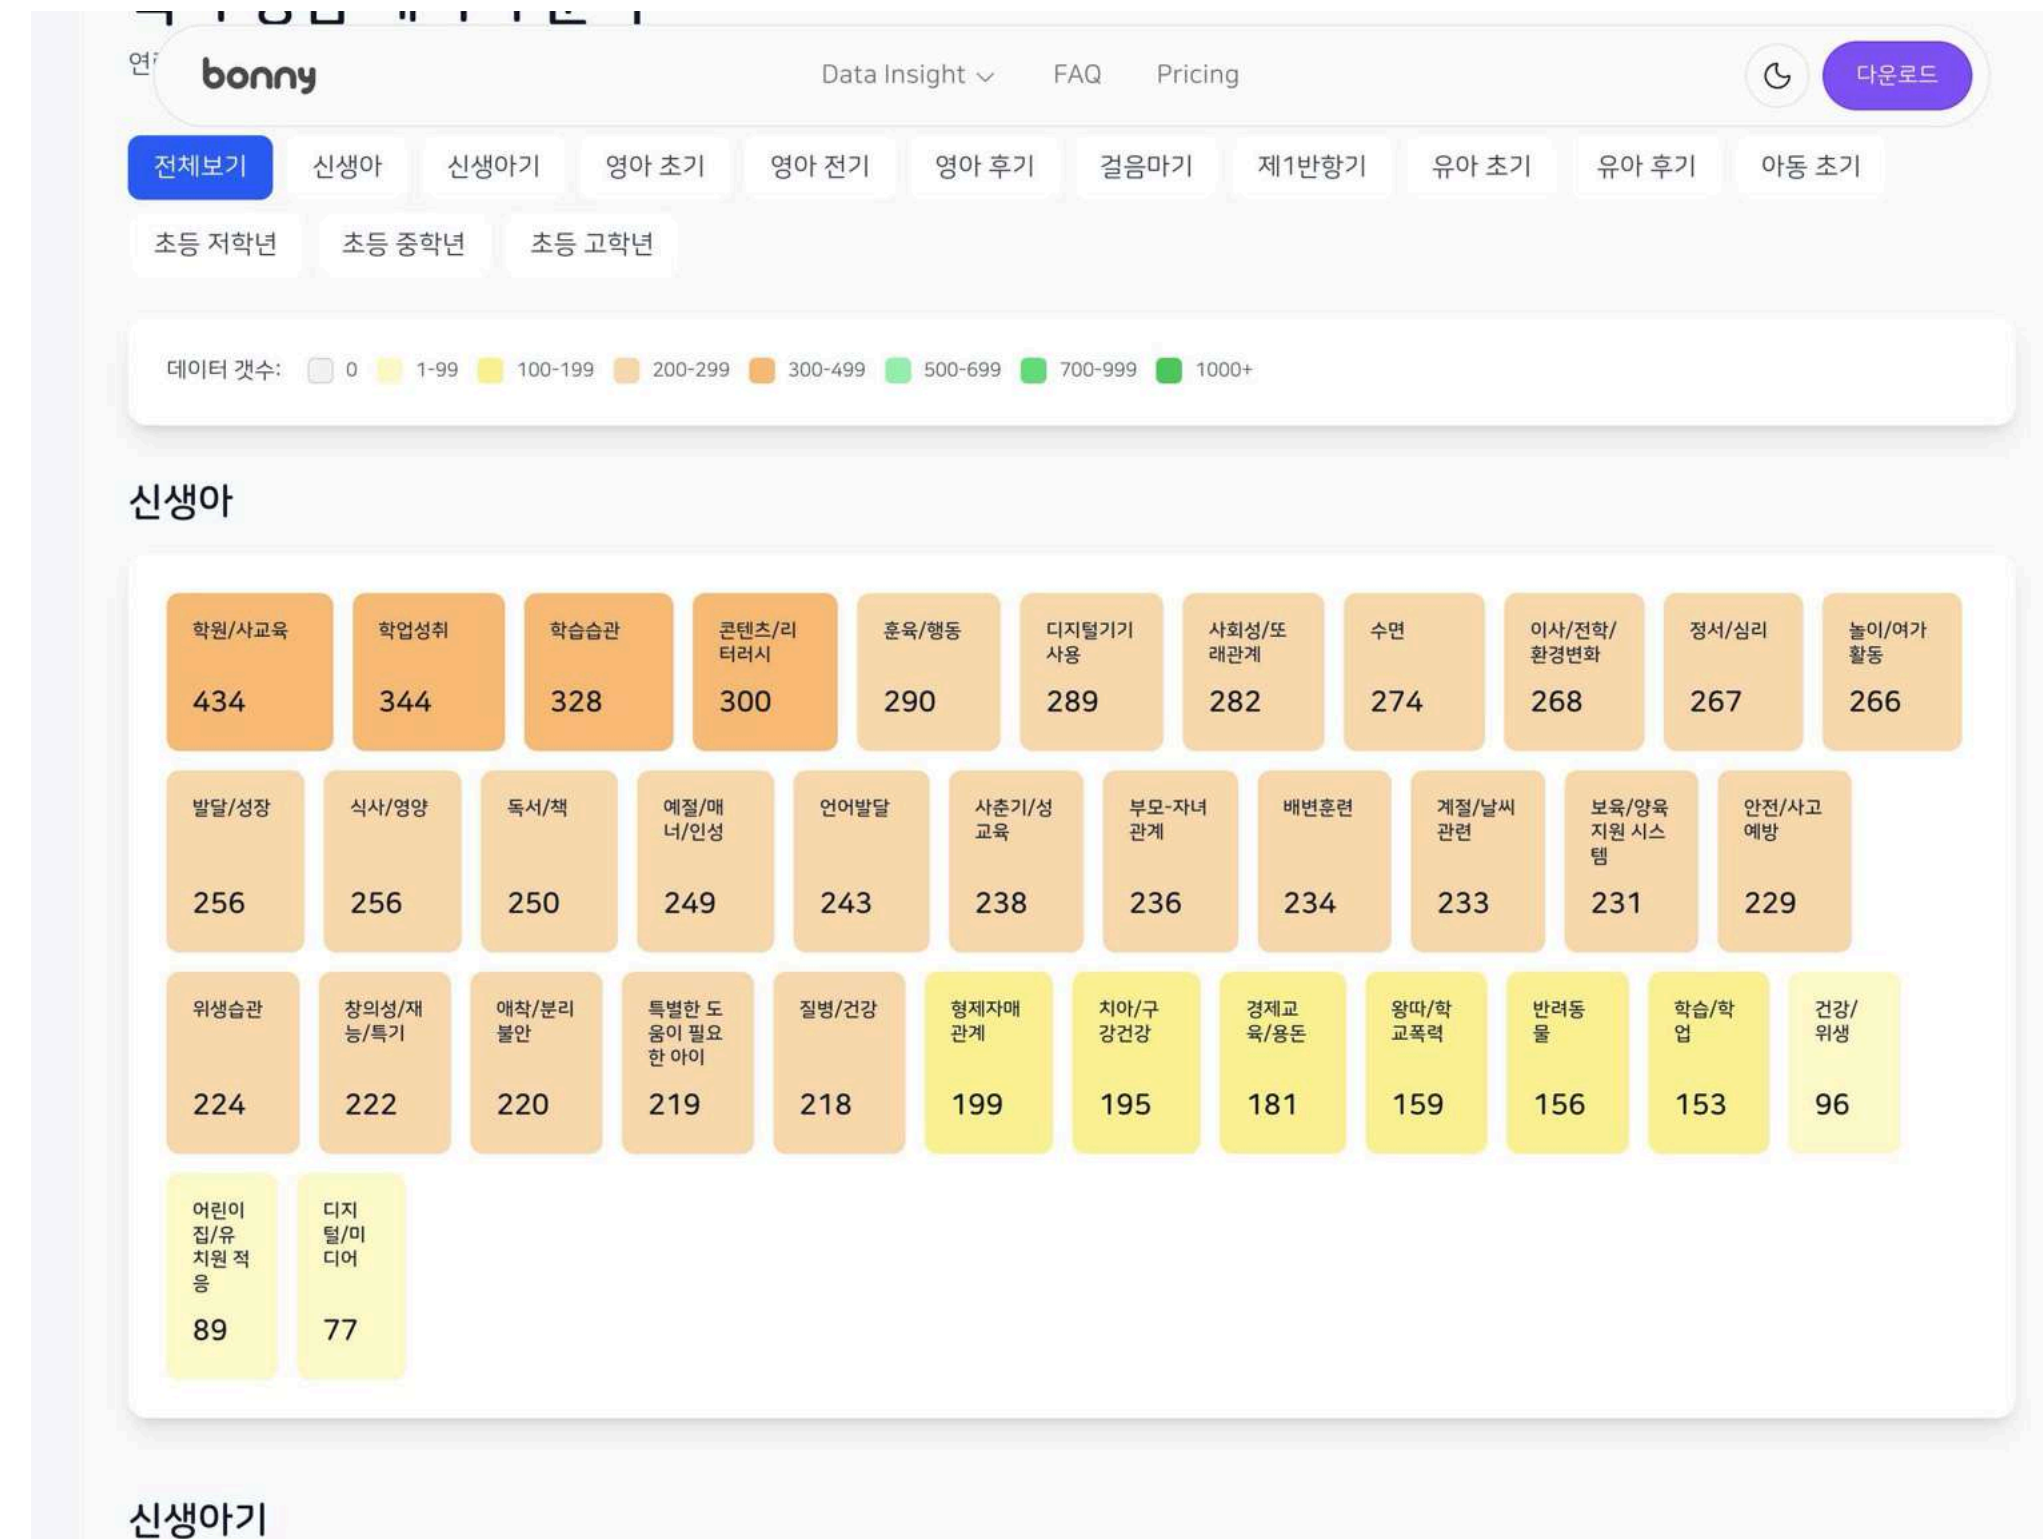 bonny
Data Insight
FAQ
Pricing
다운로드
전체보기
신생아
신생아기
영아 초기
영아 전기
영아 후기
걸음마기
제1반항기
유아 초기
유아 후기
아동 초기
초등 저학년
초등 중학년
초등 고학년
데이터 갯수:
0
1-99
100-199
200-299
300-499
500-699
700-999
1000+
신생아
학원/사교육
434
학업성취
344
학습습관
328
콘텐츠/리
터러시
300
훈육/행동
290
디지털기기
사용
289
사회성/또
래관계
282
수면
274
이사/전학/
환경변화
268
정서/심리
267
놀이/여가
활동
266
발달/성장
256
식사/영양
256
독서/책
250
예절/매
너/인성
249
언어발달
243
사춘기/성
교육
238
부모-자녀
관계
236
배변훈련
234
계절/날씨
관련
233
보육/양육
지원 시스
템
231
안전/사고
예방
229
위생습관
224
창의성/재
능/특기
222
애착/분리
불안
220
특별한 도
움이 필요
한 아이
219
질병/건강
218
형제자매
관계
199
치아/구
강건강
195
경제교
육/용돈
181
왕따/학
교폭력
159
반려동
물
156
학습/학
업
153
건강/
위생
96
어린이
집/유
치원 적
응
89
디지
털/미
디어
77
신생아기